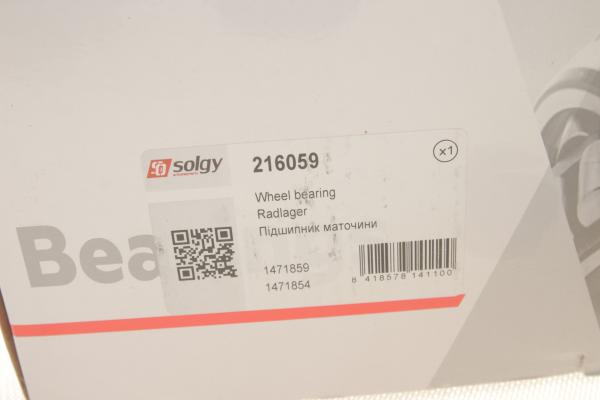 solgy
216059
x1
Wheel bearing
Radlager
Підшипник маточини
1471859
1471854
8 418578 141100
Bea